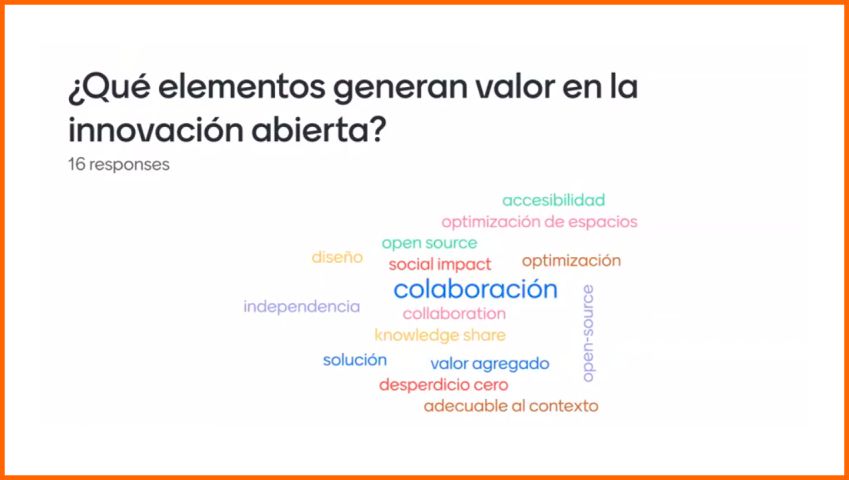 ¿Qué elementos generan valor en la
innovación abierta?
16 responses
accesibilidad
optimización de espacios
open source
diseño
social impact
optimización
colaboración
independencia
collaboration
open-source
knowledge share
solución
valor agregado
desperdicio cero
adecuable al contexto